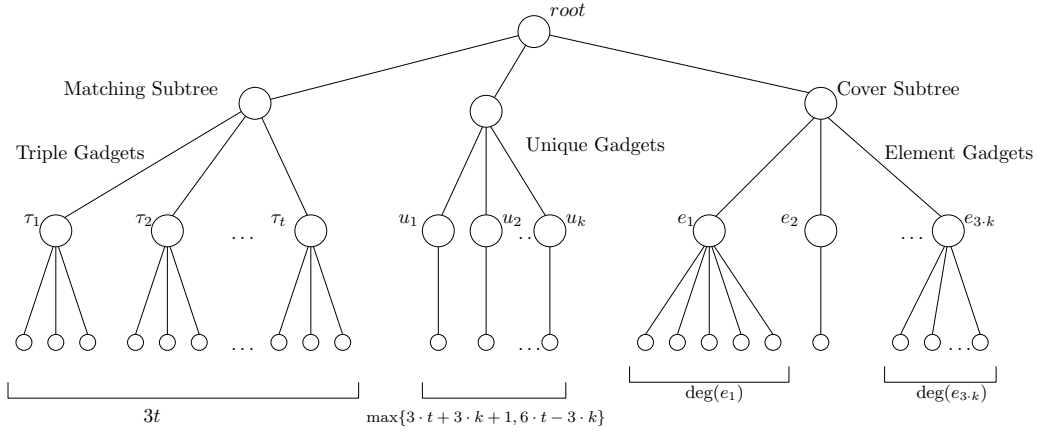 root
Matching Subtree
Cover Subtree
Unique Gadgets
Triple Gadgets
Element Gadgets
τ₁ τ₂ ... τₜ u₁ u₂ ... uₖ e₁ e₂ ... e₃.ₖ
... ... ...
3t
max{3 · t + 3 · k + 1, 6 · t − 3 · k}
deg(e₁)
deg(e₃.ₖ)